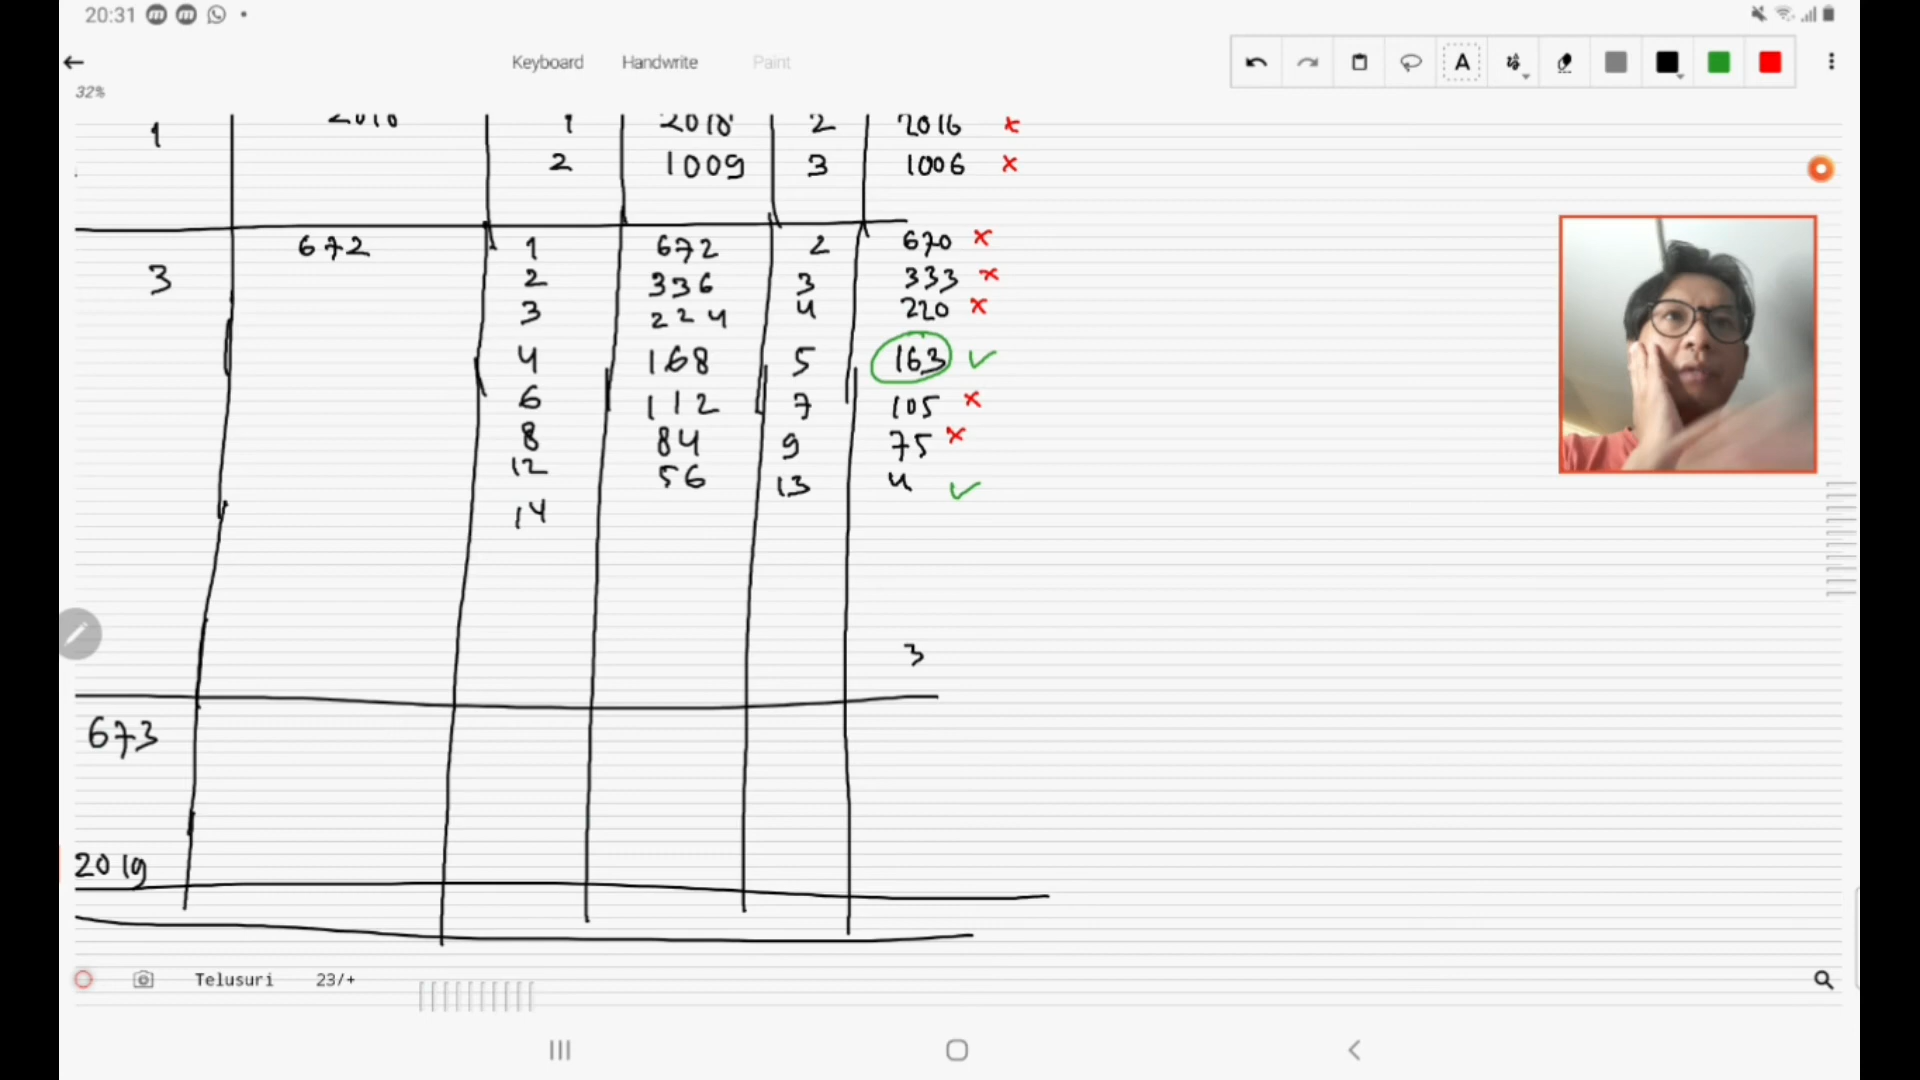 20:31
Keyboard Handwrite Paint
A
32%
1 2018 1 2018 2 2016 ×
2 1009 3 1006 ×
3 672 1 672 2 670 ×
2 336 3 333 ×
3 224 4 220 ×
4 168 5 163 ✓
6 112 7 105 ×
8 84 9 75 ×
12 56 13 4 ✓
14
3
673
2019
Telusuri 23/+